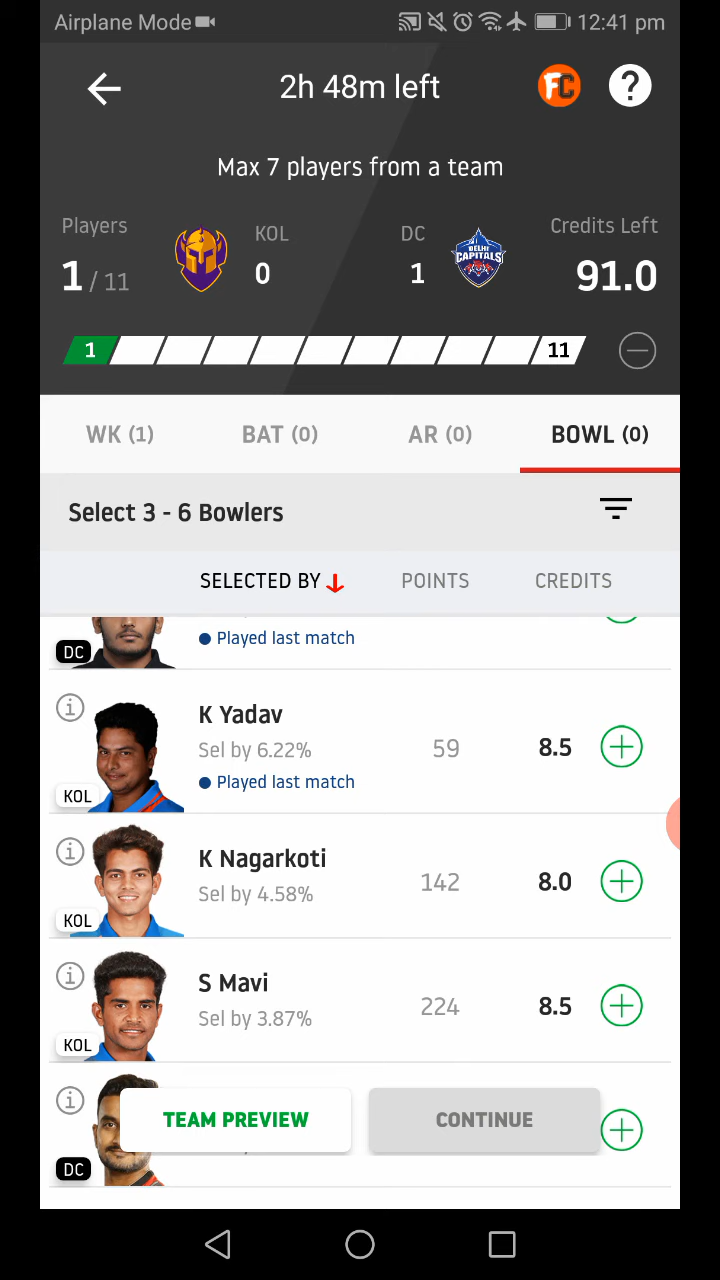 Airplane Mode 12:41 pm
2h 48m left FC ?
Max 7 players from a team
Players KOL DC Credits Left
1 / 11 0 1 DELHI CAPITALS 91.0
1 11
WK (1) BAT (0) AR (0) BOWL (0)
Select 3 - 6 Bowlers
SELECTED BY POINTS CREDITS
DC Played last match
K Yadav
Sel by 6.22% 59 8.5
Played last match
KOL
K Nagarkoti
Sel by 4.58% 142 8.0
KOL
S Mavi
Sel by 3.87% 224 8.5
KOL
TEAM PREVIEW CONTINUE
DC